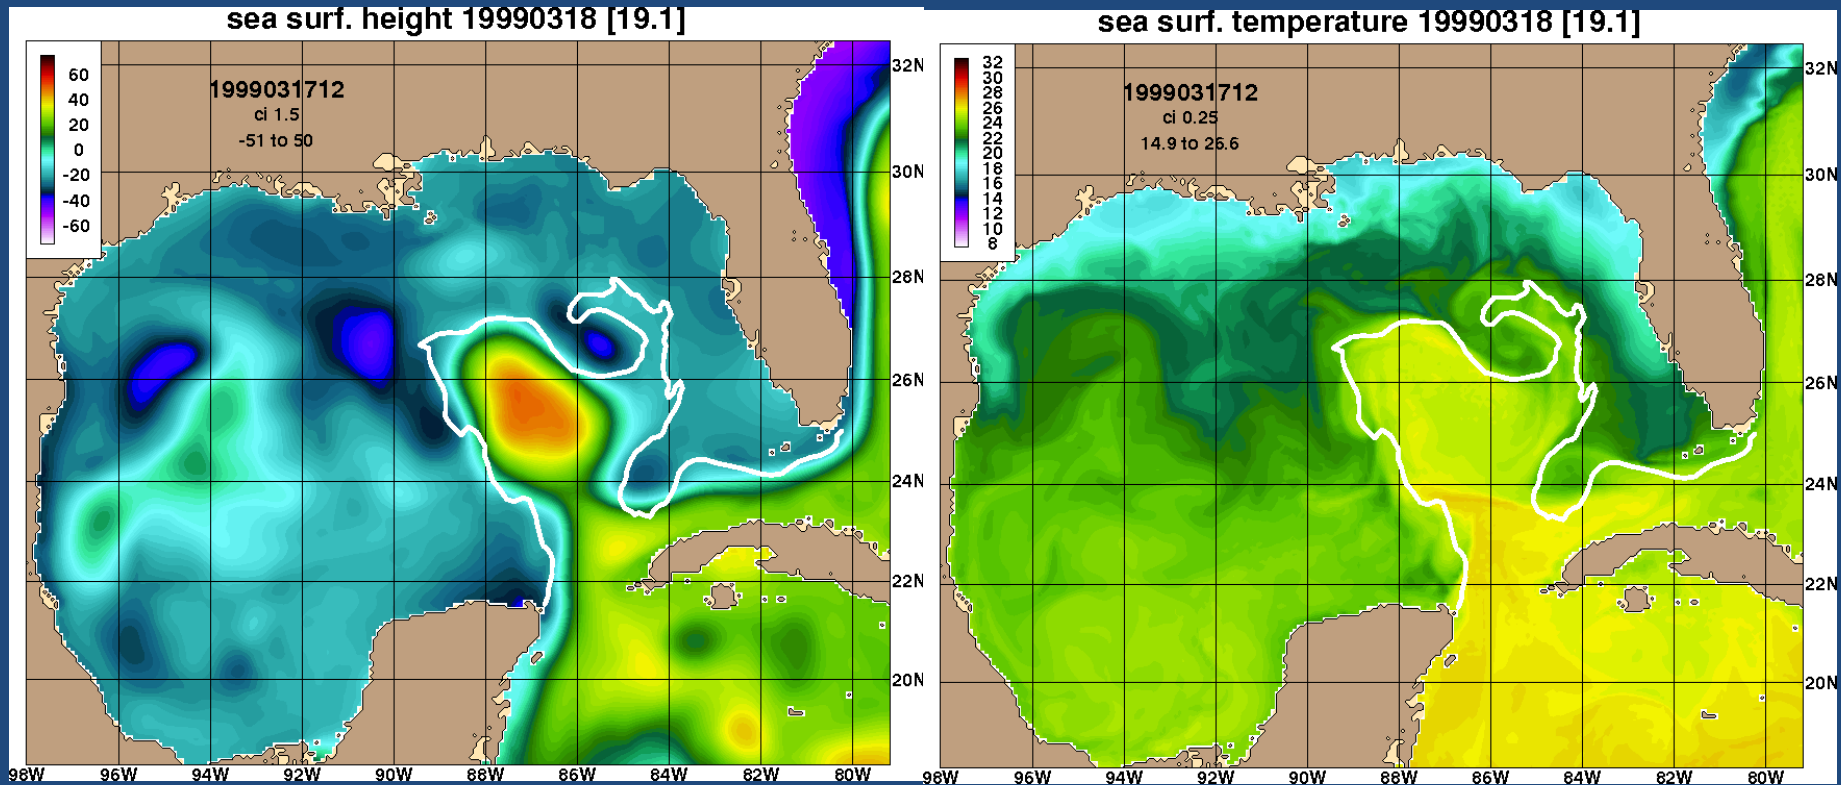 sea surf. height 19990318 [19.1]
60
40
20
0
-20
-40
-60
1999031712
ci 1.5
-51 to 50
32N
30N
28N
26N
24N
22N
20N
98W 96W 94W 92W 90W 88W 86W 84W 82W 80W
sea surf. temperature 19990318 [19.1]
32
30
28
26
24
22
20
18
16
14
12
10
8
1999031712
ci 0.25
14.9 to 26.6
32N
30N
28N
26N
24N
22N
20N
98W 96W 94W 92W 90W 88W 86W 84W 82W 80W